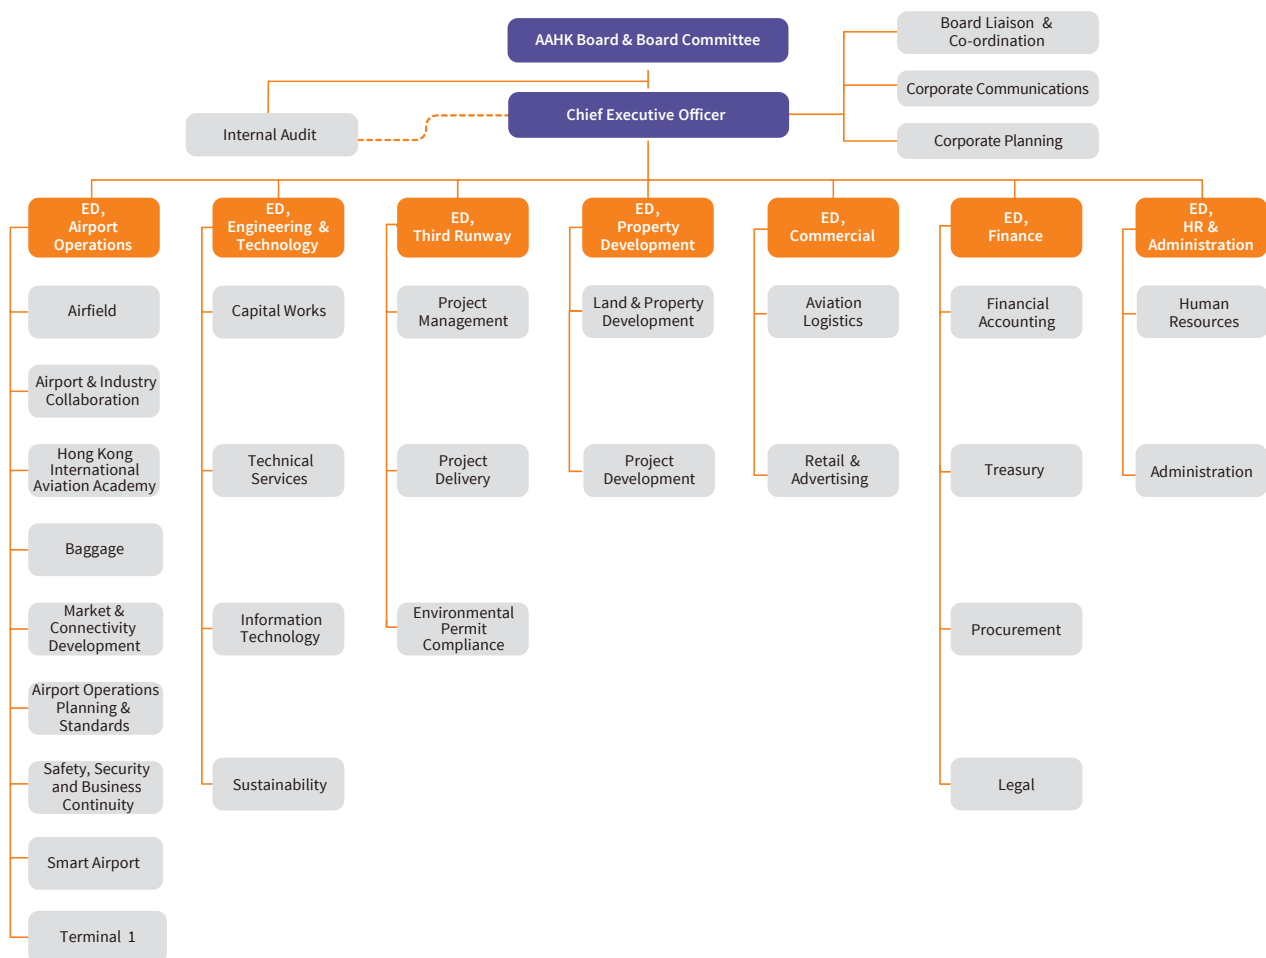 AAHK Board & Board Committee
Board Liaison &
Co-ordination
Corporate Communications
Chief Executive Officer
Internal Audit
Corporate Planning
ED,
Airport
Operations
ED,
Engineering &
Technology
ED,
Third Runway
ED,
Property
Development
ED,
Commercial
ED,
Finance
ED,
HR &
Administration
Airfield
Capital Works
Project
Management
Land & Property
Development
Aviation
Logistics
Financial
Accounting
Human
Resources
Airport & Industry
Collaboration
Hong Kong
International
Aviation Academy
Technical
Services
Project
Delivery
Project
Development
Retail &
Advertising
Treasury
Administration
Baggage
Market &
Connectivity
Development
Information
Technology
Environmental
Permit
Compliance
Procurement
Airport Operations
Planning &
Standards
Safety, Security
and Business
Continuity
Sustainability
Legal
Smart Airport
Terminal 1